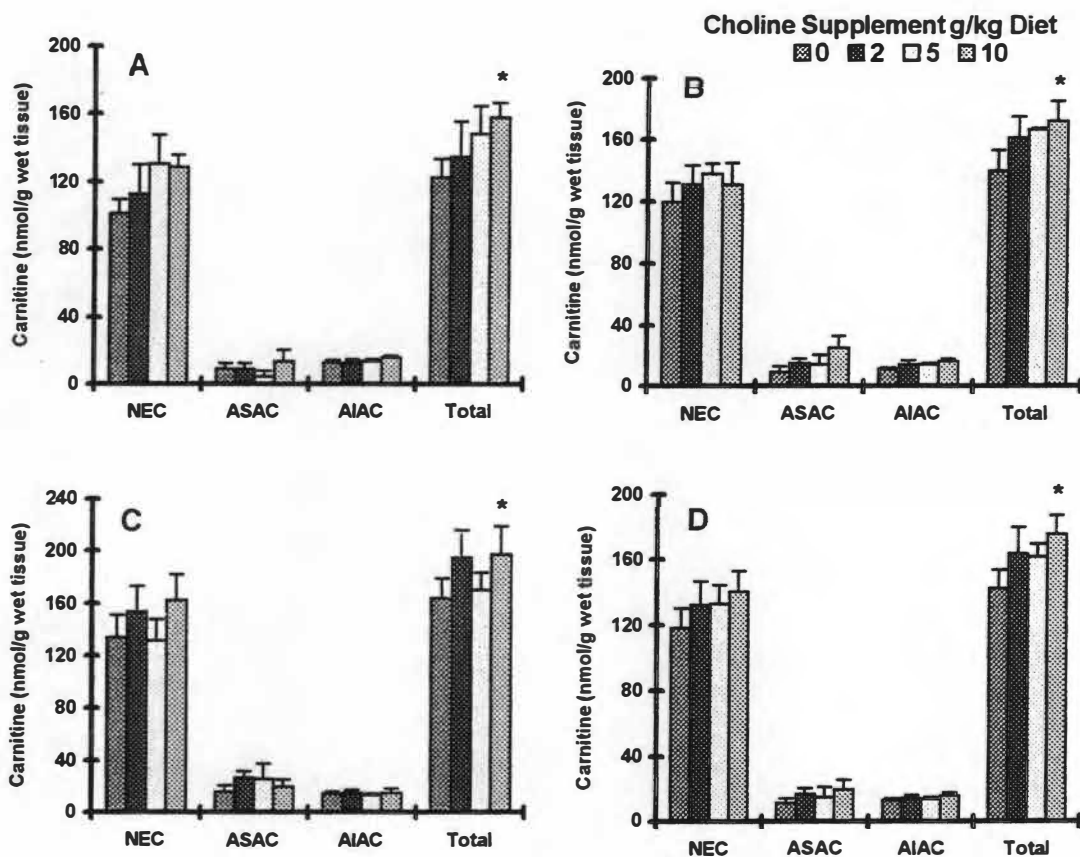 Choline Supplement g/kg Diet
0 2 5 10
A
*
Carnitine (nmol/g wet tissue)
200
160
120
80
40
0
NEC ASAC AIAC Total
B
*
Carnitine (nmol/g wet tissue)
200
160
120
80
40
0
NEC ASAC AIAC Total
C
*
Carnitine (nmol/g wet tissue)
240
200
160
120
80
40
0
NEC ASAC AIAC Total
D
*
Carnitine (nmol/g wet tissue)
200
160
120
80
40
0
NEC ASAC AIAC Total